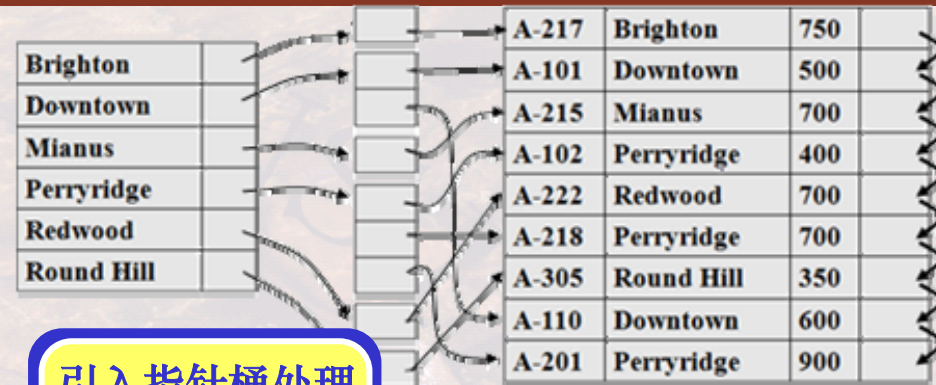 Brighton
Downtown
Mianus
Perryridge
Redwood
Round Hill
A-217 Brighton 750
A-101 Downtown 500
A-215 Mianus 700
A-102 Perryridge 400
A-222 Redwood 700
A-218 Perryridge 700
A-305 Round Hill 350
A-110 Downtown 600
A-201 Perryridge 900
引入指针桶处理